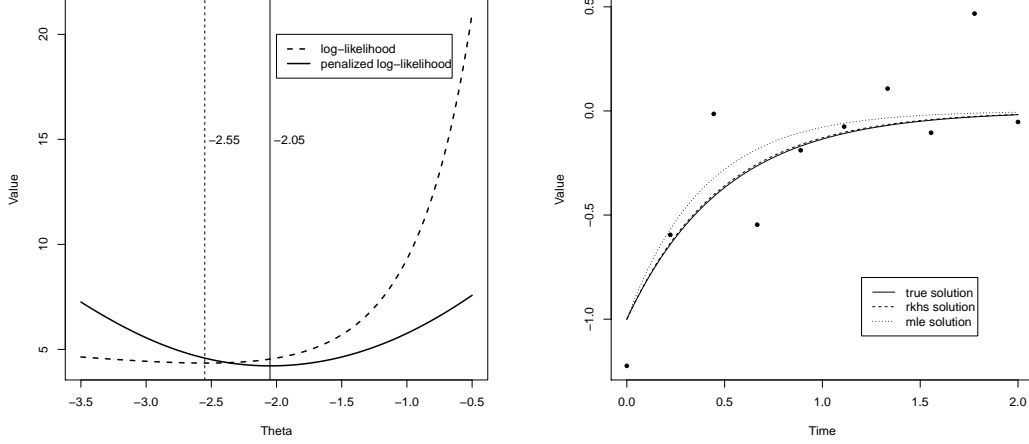 20
15
10
5
Value
log−likelihood
penalized log−likelihood
−2.55
−2.05
−3.5
−3.0
−2.5
−2.0
−1.5
−1.0
−0.5
Theta
0.5
0.0
−0.5
−1.0
Value
true solution
rkhs solution
mle solution
0.0
0.5
1.0
1.5
2.0
Time